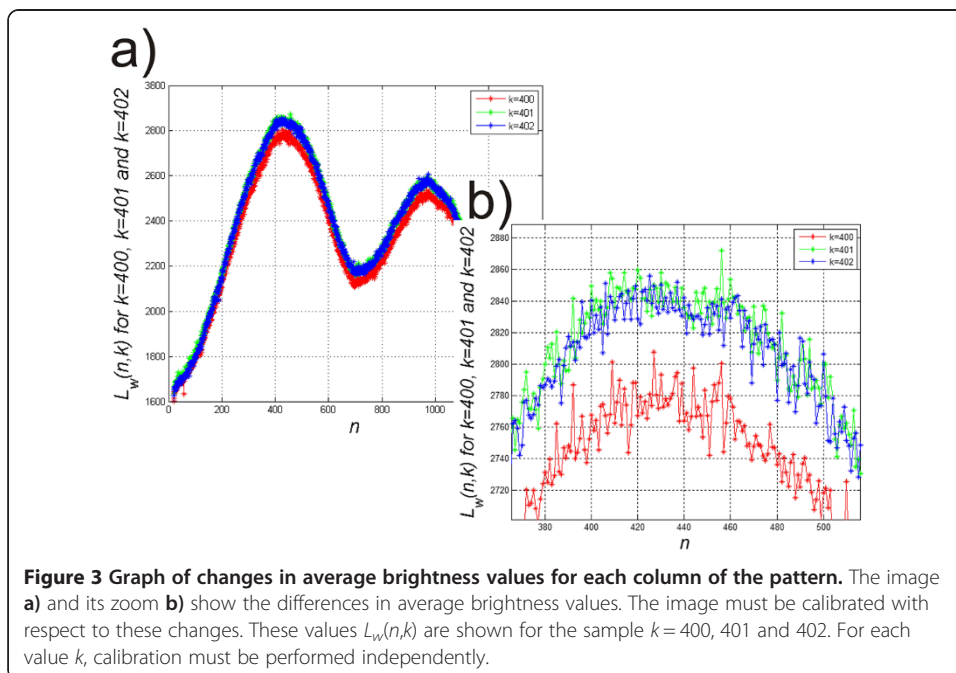 a)
L_w(n,k) for k=400, k=401 and k=402
3800
2800
2600
2400
2200
2000
1800
1600
0
200
400
600
800
1000
n
k=400
k=401
k=402
b)
L_w(n,k) for k=400, k=401 and k=402
2880
2860
2840
2820
2800
2780
2760
2740
2720
380
400
420
440
460
480
500
n
k=400
k=401
k=402
Figure 3 Graph of changes in average brightness values for each column of the pattern. The image
a) and its zoom b) show the differences in average brightness values. The image must be calibrated with
respect to these changes. These values L_w(n,k) are shown for the sample k = 400, 401 and 402. For each
value k, calibration must be performed independently.